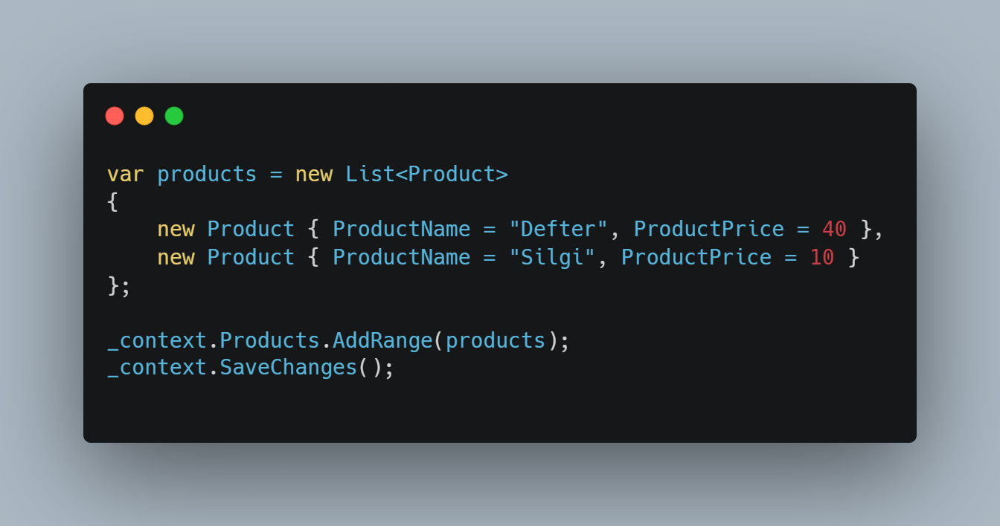 var products = new List<Product>
{
    new Product { ProductName = "Defter", ProductPrice = 40 },
    new Product { ProductName = "Silgi", ProductPrice = 10 }
};

_context.Products.AddRange(products);
_context.SaveChanges();